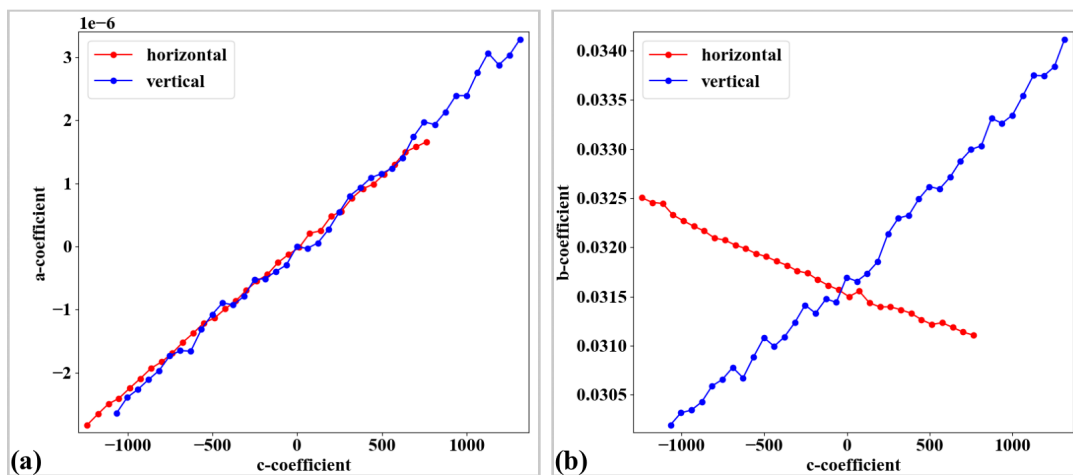 1e−6
horizontal
vertical
3
2
1
0
−1
−2
a-coefficient
−1000 −500 0 500 1000
c-coefficient
(a)
horizontal
vertical
0.0340
0.0335
0.0330
0.0325
0.0320
0.0315
0.0310
0.0305
b-coefficient
−1000 −500 0 500 1000
c-coefficient
(b)